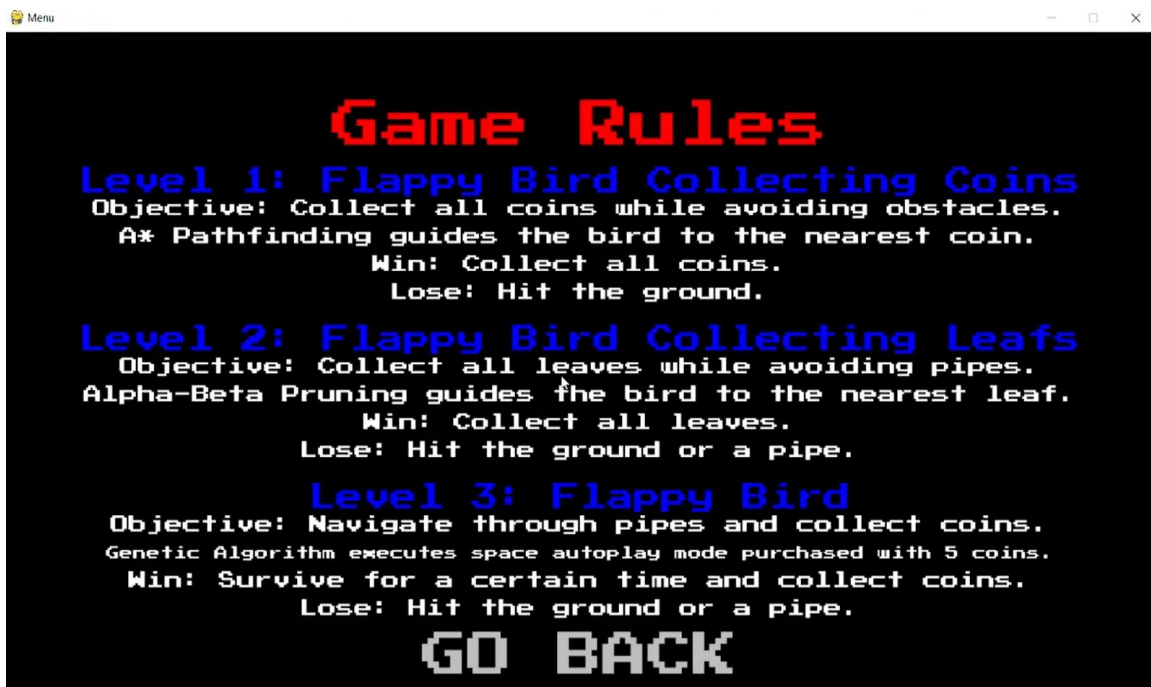 Menu
Game Rules
Level 1: Flappy Bird Collecting Coins
Objective: Collect all coins while avoiding obstacles.
A* Pathfinding guides the bird to the nearest coin.
Win: Collect all coins.
Lose: Hit the ground.
Level 2: Flappy Bird Collecting Leafs
Objective: Collect all leaves while avoiding pipes.
Alpha-Beta Pruning guides the bird to the nearest leaf.
Win: Collect all leaves.
Lose: Hit the ground or a pipe.
Level 3: Flappy Bird
Objective: Navigate through pipes and collect coins.
Genetic Algorithm executes space autoplay mode purchased with 5 coins.
Win: Survive for a certain time and collect coins.
Lose: Hit the ground or a pipe.
GO BACK